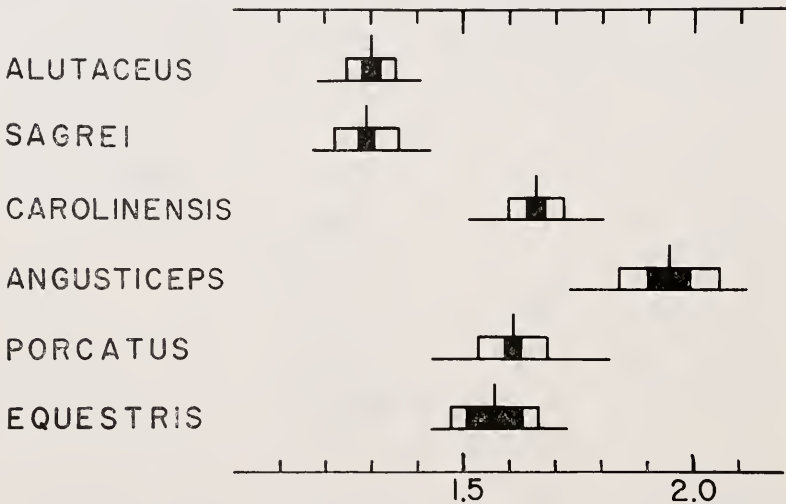 ALUTACEUS
SAGREI
CAROLINENSIS
ANGUSTICEPS
PORCATUS
EQUESTRIS
1.5 2.0